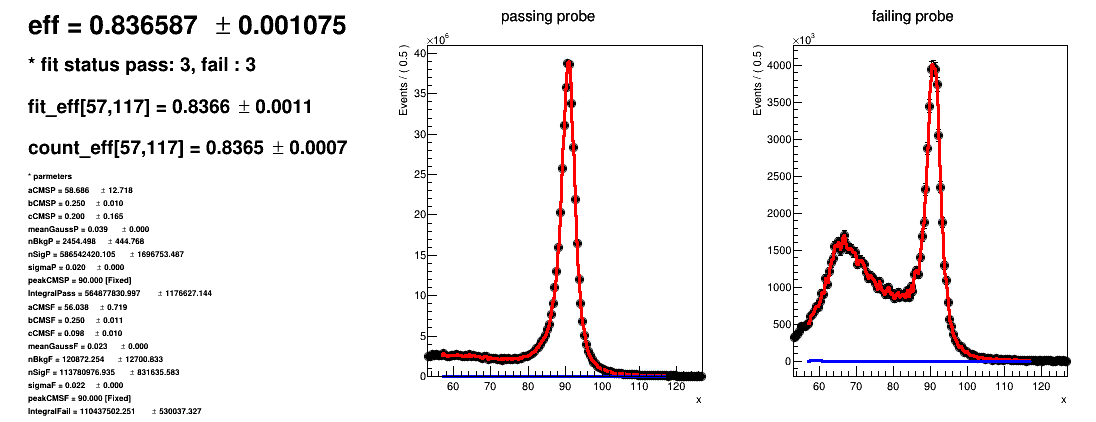 eff = 0.836587 ± 0.001075
* fit status pass: 3, fail : 3
fit_eff[57,117] = 0.8366 ± 0.0011
count_eff[57,117] = 0.8365 ± 0.0007
* parmeters
aCMSP = 58.686 ± 12.718
bCMSP = 0.250 ± 0.010
cCMSP = 0.200 ± 0.165
meanGaussP = 0.039 ± 0.000
nBkgP = 2454.498 ± 444.768
nSigP = 586542420.105 ± 1696753.487
sigmaP = 0.020 ± 0.000
peakCMSP = 90.000 [Fixed]
IntegralPass = 564877830.997 ± 1176627.144
aCMSF = 56.038 ± 0.719
bCMSF = 0.250 ± 0.011
cCMSF = 0.098 ± 0.010
meanGaussF = 0.023 ± 0.000
nBkgF = 120872.254 ± 12700.833
nSigF = 113780976.935 ± 831635.583
sigmaF = 0.022 ± 0.000
peakCMSF = 90.000 [Fixed]
IntegralFail = 110437502.251 ± 530037.327
passing probe
×10⁶
Events / ( 0.5 )
40
35
30
25
20
15
10
5
0
60 70 80 90 100 110 120
x
failing probe
×10³
Events / ( 0.5 )
4000
3500
3000
2500
2000
1500
1000
500
0
60 70 80 90 100 110 120
x